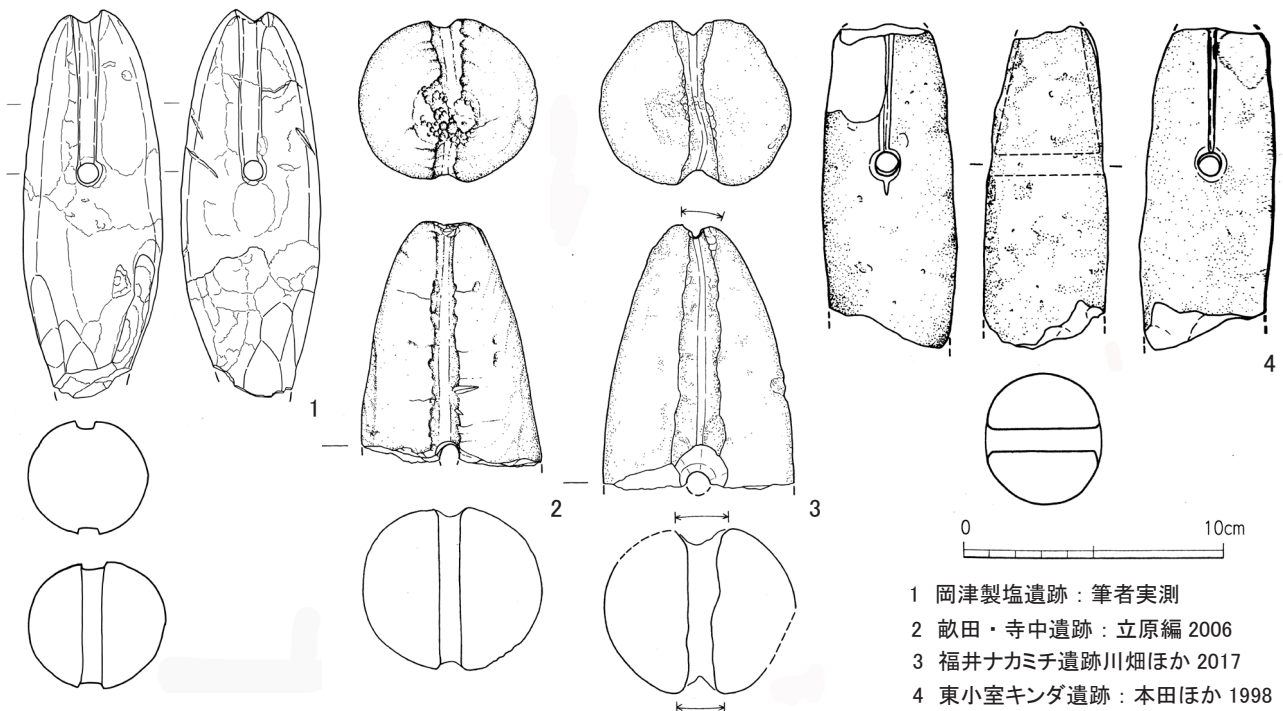 1
2
3
4
0 10cm
1 岡津製塩遺跡：筆者実測
2 畝田・寺中遺跡：立原編 2006
3 福井ナカミチ遺跡川畑ほか 2017
4 東小室キンダ遺跡：本田ほか 1998